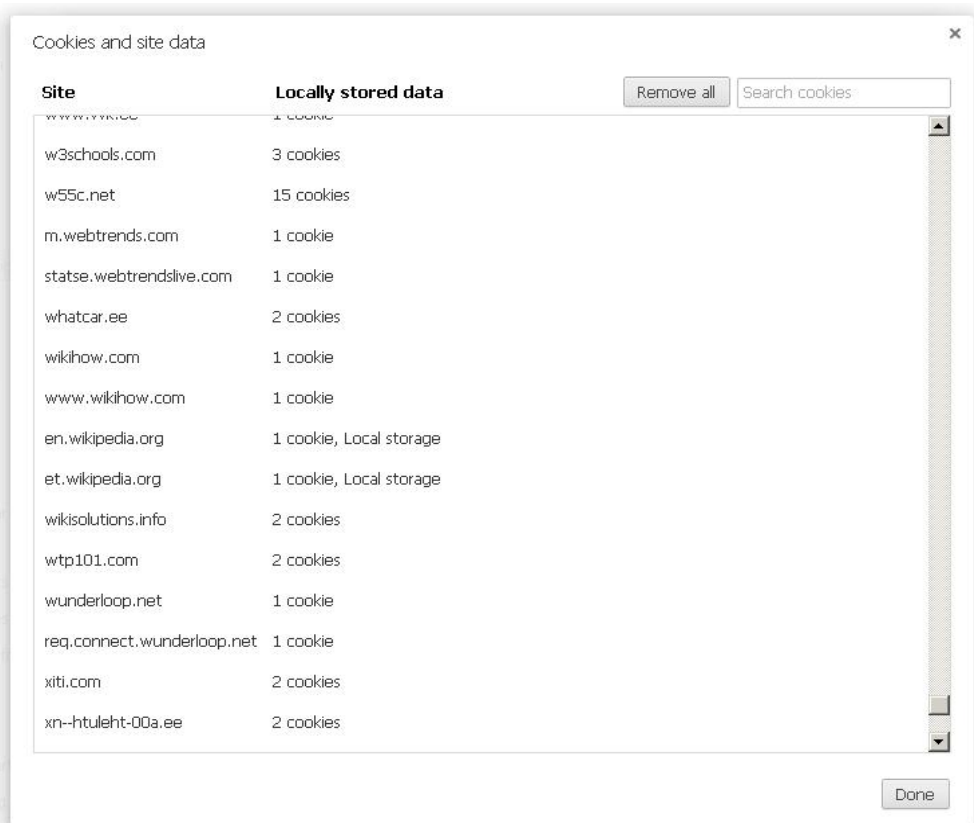 Cookies and site data
Site Locally stored data Remove all Search cookies
1 cookie
w3schools.com 3 cookies
w55c.net 15 cookies
m.webtrends.com 1 cookie
statse.webtrendslive.com 1 cookie
whatcar.ee 2 cookies
wikihow.com 1 cookie
www.wikihow.com 1 cookie
en.wikipedia.org 1 cookie, Local storage
et.wikipedia.org 1 cookie, Local storage
wikisolutions.info 2 cookies
wtp101.com 2 cookies
wunderloop.net 1 cookie
req.connect.wunderloop.net 1 cookie
xiti.com 2 cookies
xn--htuleht-00a.ee 2 cookies
Done